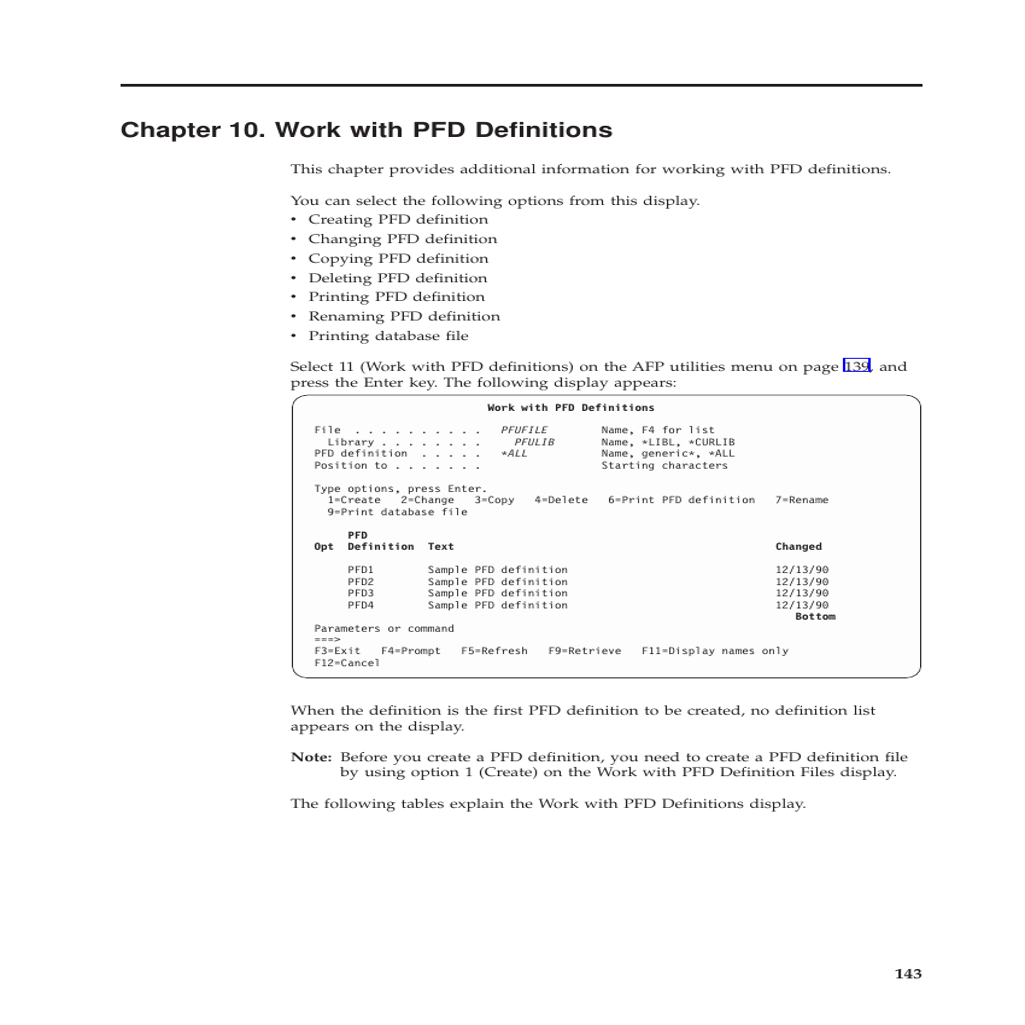 Chapter 10. Work with PFD Definitions
This chapter provides additional information for working with PFD definitions.
You can select the following options from this display.
• Creating PFD definition
• Changing PFD definition
• Copying PFD definition
• Deleting PFD definition
• Printing PFD definition
• Renaming PFD definition
• Printing database file
Select 11 (Work with PFD definitions) on the AFP utilities menu on page 139, and
press the Enter key. The following display appears:
Work with PFD Definitions
File . . . . . . . . . . PFUFILE Name, F4 for list
Library . . . . . . . . PFULIB Name, *LIBL, *CURLIB
PFD definition . . . . . *ALL Name, generic*, *ALL
Position to . . . . . . . Starting characters
Type options, press Enter.
1=Create 2=Change 3=Copy 4=Delete 6=Print PFD definition 7=Rename
9=Print database file
PFD
Opt Definition Text Changed
PFD1 Sample PFD definition 12/13/90
PFD2 Sample PFD definition 12/13/90
PFD3 Sample PFD definition 12/13/90
PFD4 Sample PFD definition 12/13/90
Bottom
Parameters or command
===>
F3=Exit F4=Prompt F5=Refresh F9=Retrieve F11=Display names only
F12=Cancel
When the definition is the first PFD definition to be created, no definition list
appears on the display.
Note: Before you create a PFD definition, you need to create a PFD definition file
by using option 1 (Create) on the Work with PFD Definition Files display.
The following tables explain the Work with PFD Definitions display.
143